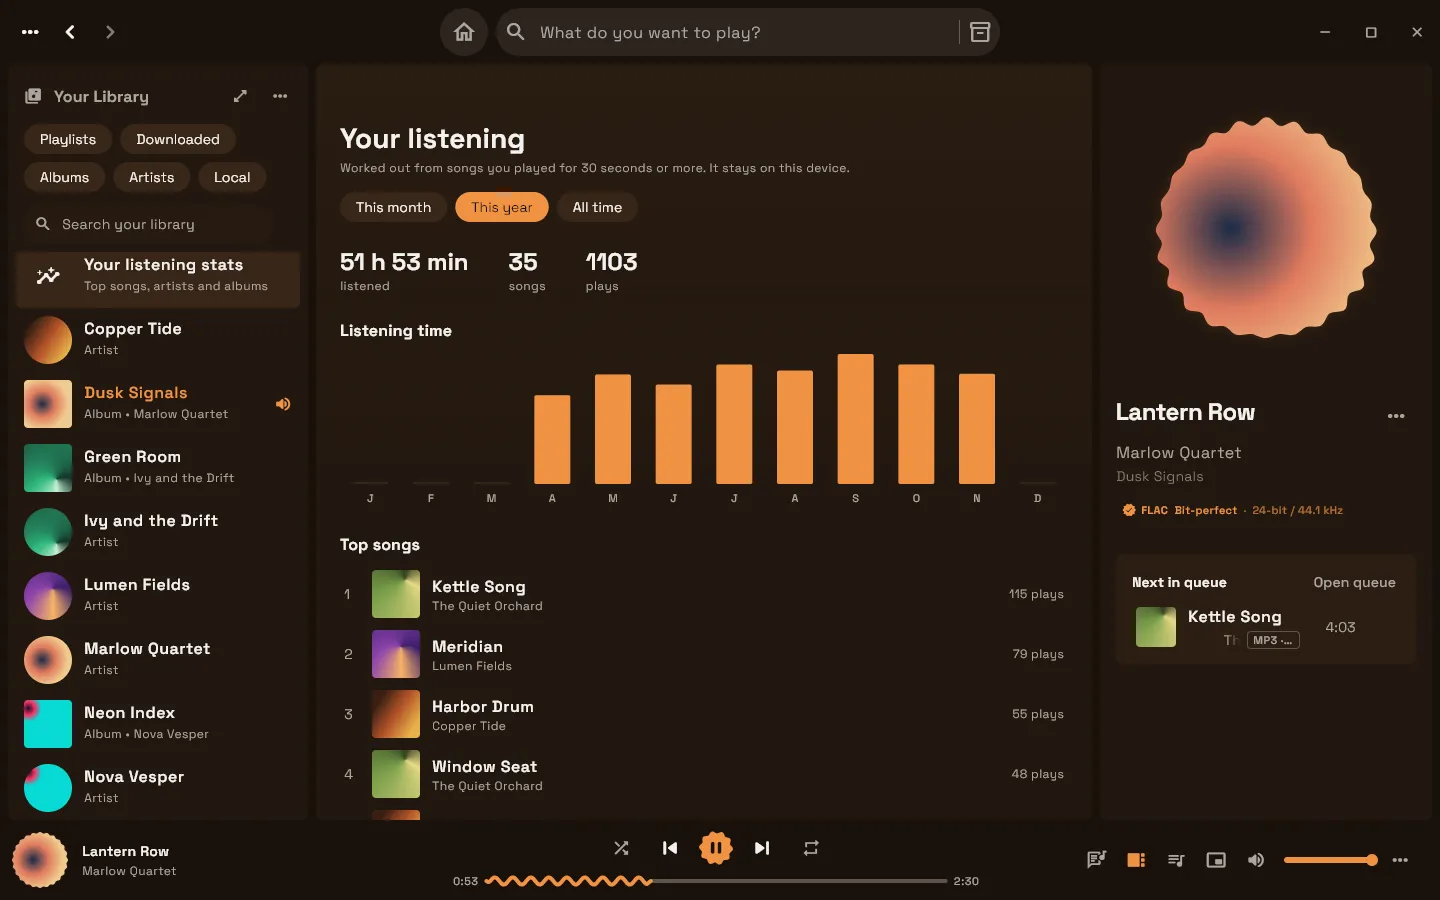 What do you want to play?
Your Library
Playlists
Downloaded
Albums
Artists
Local
Search your library
Your listening stats
Top songs, artists and albums
Copper Tide
Artist
Dusk Signals
Album • Marlow Quartet
Green Room
Album • Ivy and the Drift
Ivy and the Drift
Artist
Lumen Fields
Artist
Marlow Quartet
Artist
Neon Index
Album • Nova Vesper
Nova Vesper
Artist
Your listening
Worked out from songs you played for 30 seconds or more. It stays on this device.
This month
This year
All time
51 h 53 min
listened
35
songs
1103
plays
Listening time
J F M A M J J A S O N D
Top songs
1
Kettle Song
The Quiet Orchard
115 plays
2
Meridian
Lumen Fields
79 plays
3
Harbor Drum
Copper Tide
55 plays
4
Window Seat
The Quiet Orchard
48 plays
Lantern Row
Marlow Quartet
Dusk Signals
FLAC Bit-perfect · 24-bit / 44.1 kHz
Next in queue
Open queue
Kettle Song
MP3 ·...
4:03
Lantern Row
Marlow Quartet
0:53
2:30